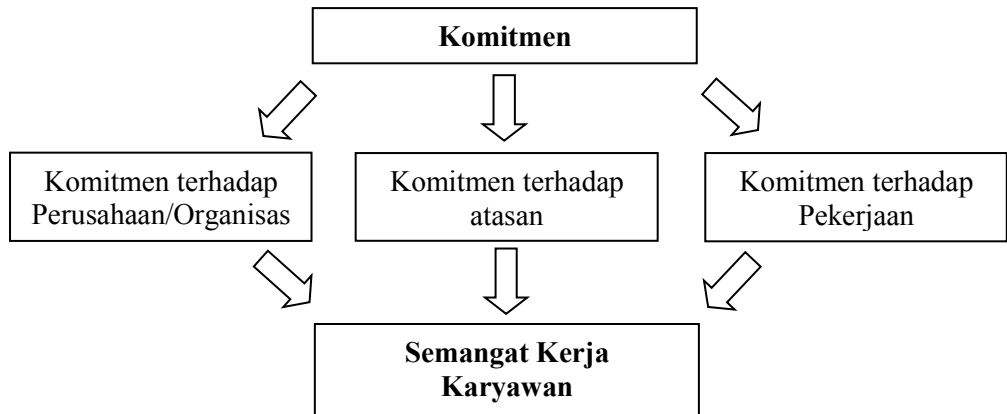 Komitmen
Komitmen terhadap
Perusahaan/Organisas
Komitmen terhadap
atasan
Komitmen terhadap
Pekerjaan
Semangat Kerja
Karyawan